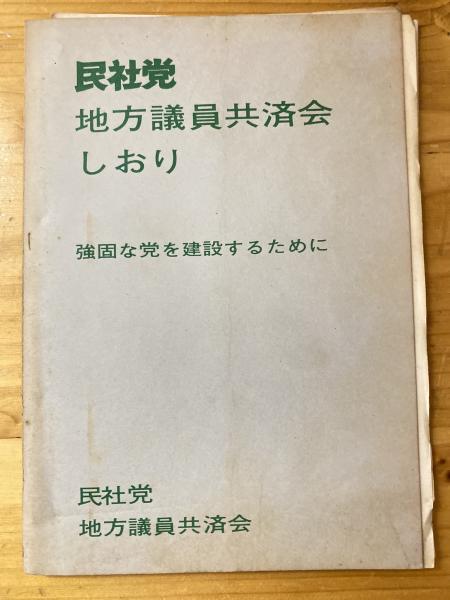 民社党
地方議員共済会
しおり
強固な党を建設するために
民社党
地方議員共済会